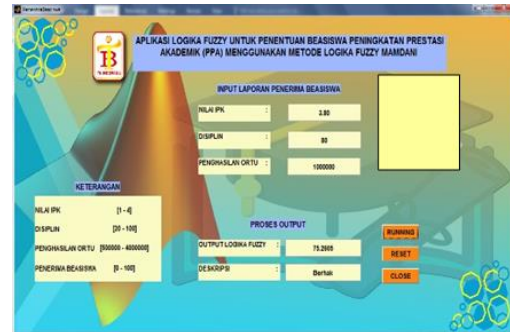 APLIKASI LOGIKA FUZZY UNTUK PENENTUAN BEASISWA PENINGKATAN PRESTASI
AKADEMIK (PPA) MENGGUNAKAN METODE LOGIKA FUZZY MAMDANI
INPUT LAPORAN PENERIMA BEASISWA
NILAI IPK : 3.80
DISIPLIN : 80
PENGHASILAN ORTU : 1000000
KETERANGAN
NILAI IPK [1 - 4]
DISIPLIN [20 - 100]
PENGHASILAN ORTU [500000 - 4000000]
PENERIMA BEASISWA [0 - 100]
PROSES OUTPUT
OUTPUT LOGIKA FUZZY : 75.2605
DESKRIPSI : Berhak
RUNNING
RESET
CLOSE